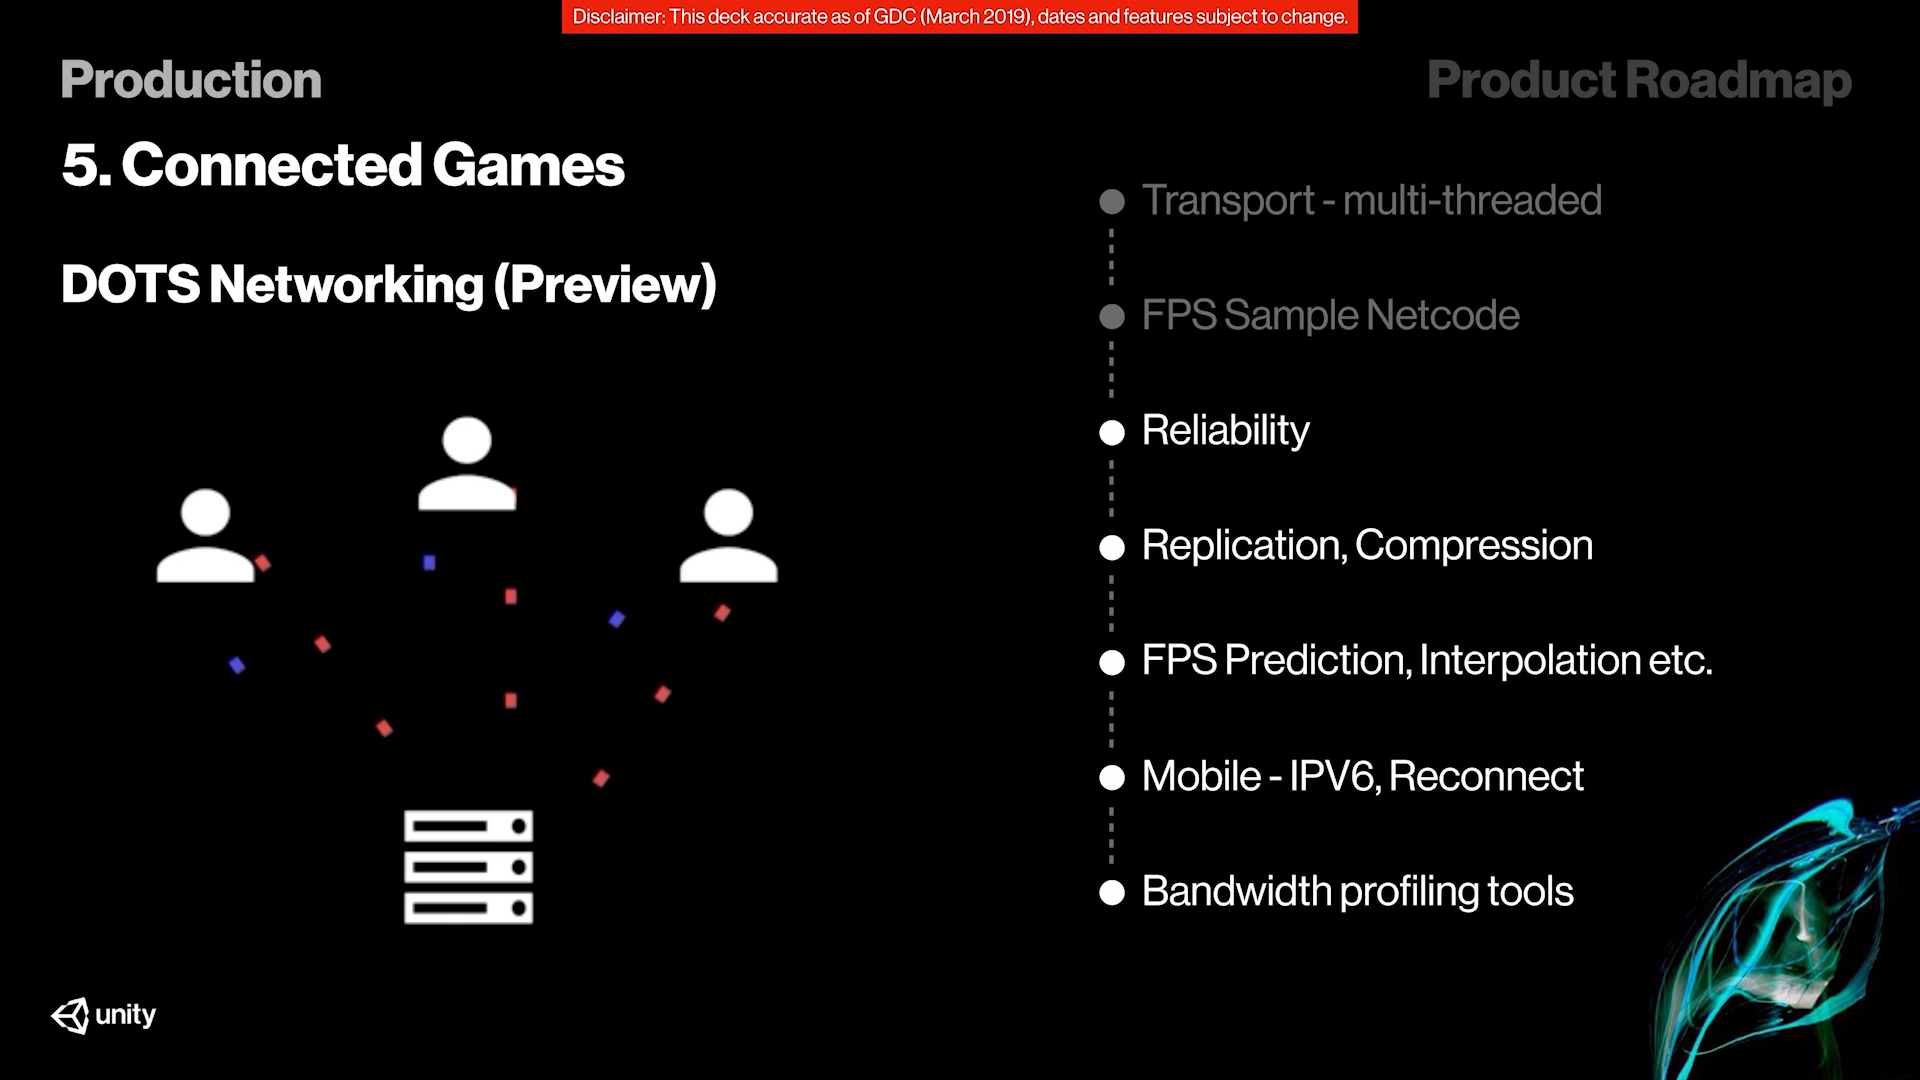 Disclaimer: This deck accurate as of GDC (March 2019), dates and features subject to change.
Production
Product Roadmap
5. Connected Games
DOTS Networking (Preview)
Transport - multi-threaded
FPS Sample Netcode
Reliability
Replication, Compression
FPS Prediction, Interpolation etc.
Mobile - IPV6, Reconnect
Bandwidth profiling tools
unity